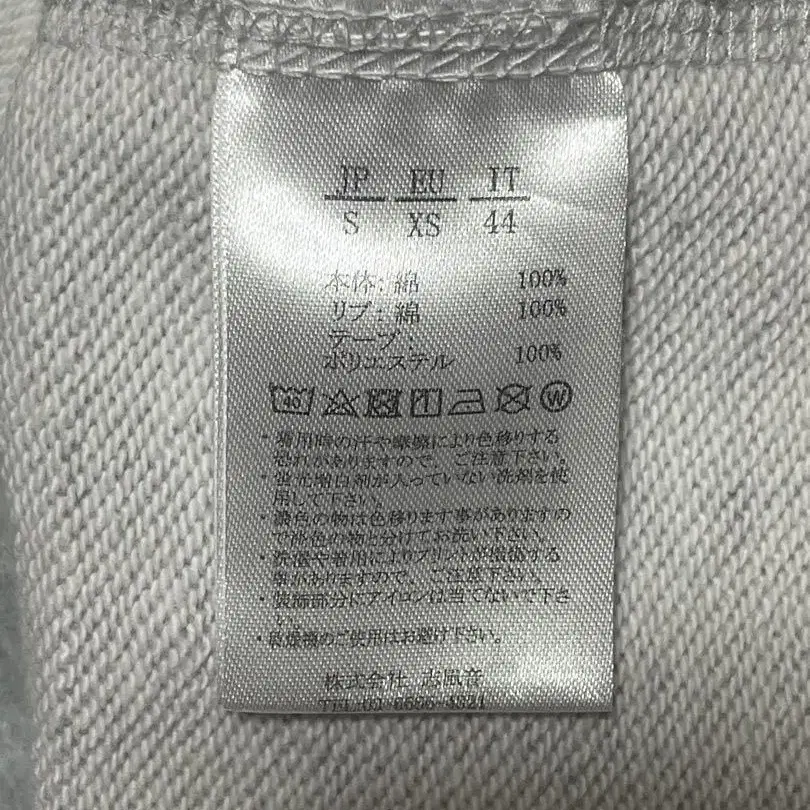 JP EU IT
S XS 44
本体:綿 100%
リブ:綿 100%
テープ:
ポリエステル 100%
40 W
・着用時の汗や摩擦により色移りする
恐れがありますので、ご注意下さい。
・蛍光増白剤が入っていない洗剤を使
用して下さい。
・濃色の物は色移ります事がありますの
で淡色の物と分けてお洗い下さい。
・洗濯や着用によりプリントが損傷する
事がありますので、ご注意下さい。
・装飾部分にアイロンは当てないで下さ
い。
・乾燥機のご使用はお避け下さい。
株式会社 志風音
TEL:03